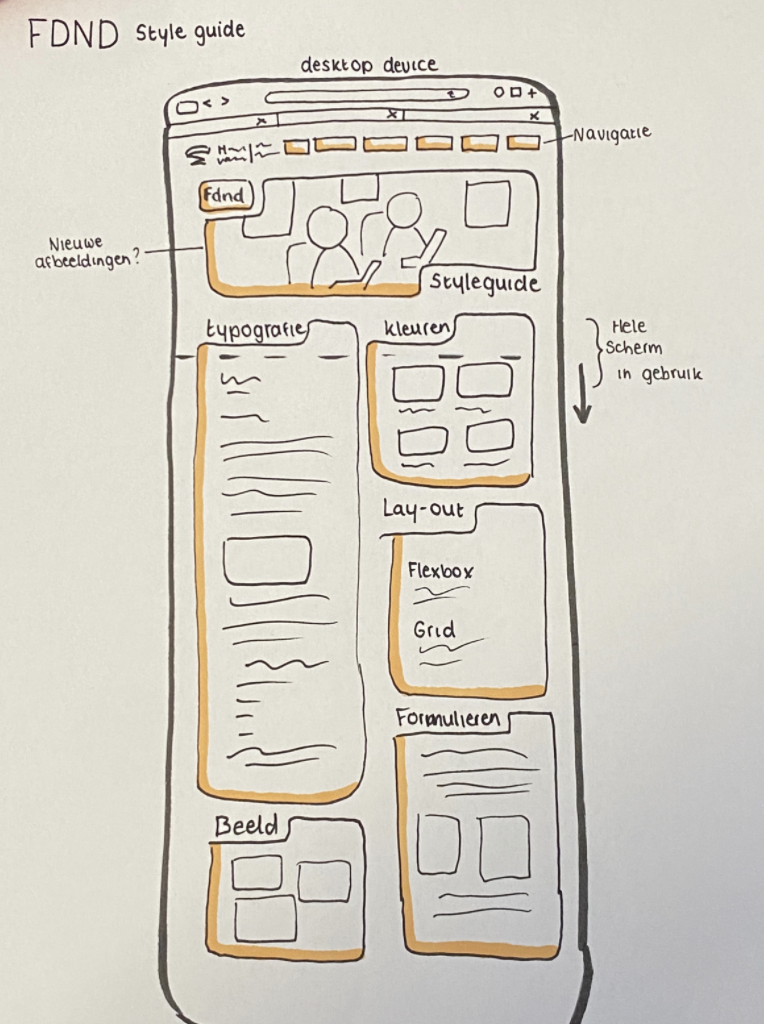 FDND Style guide
desktop device
Navigatie
Fdnd
Nieuwe
afbeeldingen?
Styleguide
typografie
kleuren
Hele
Scherm
in gebruik
Lay-out
Flexbox
Grid
Formulieren
Beeld